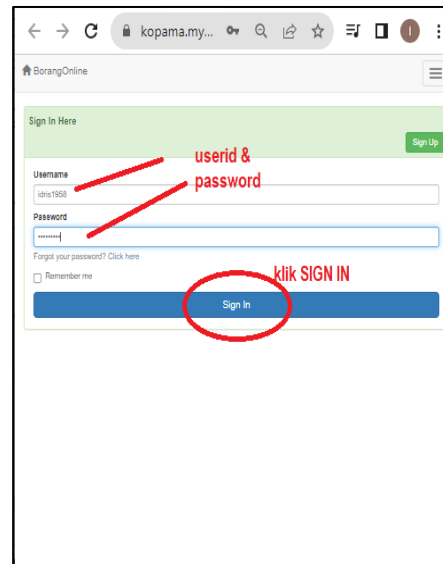 kopama.my...
I
BorangOnline
Sign In Here
Sign Up
userid &
password
Username
idris1958
Password
Forgot your password? Click here
Remember me
klik SIGN IN
Sign In